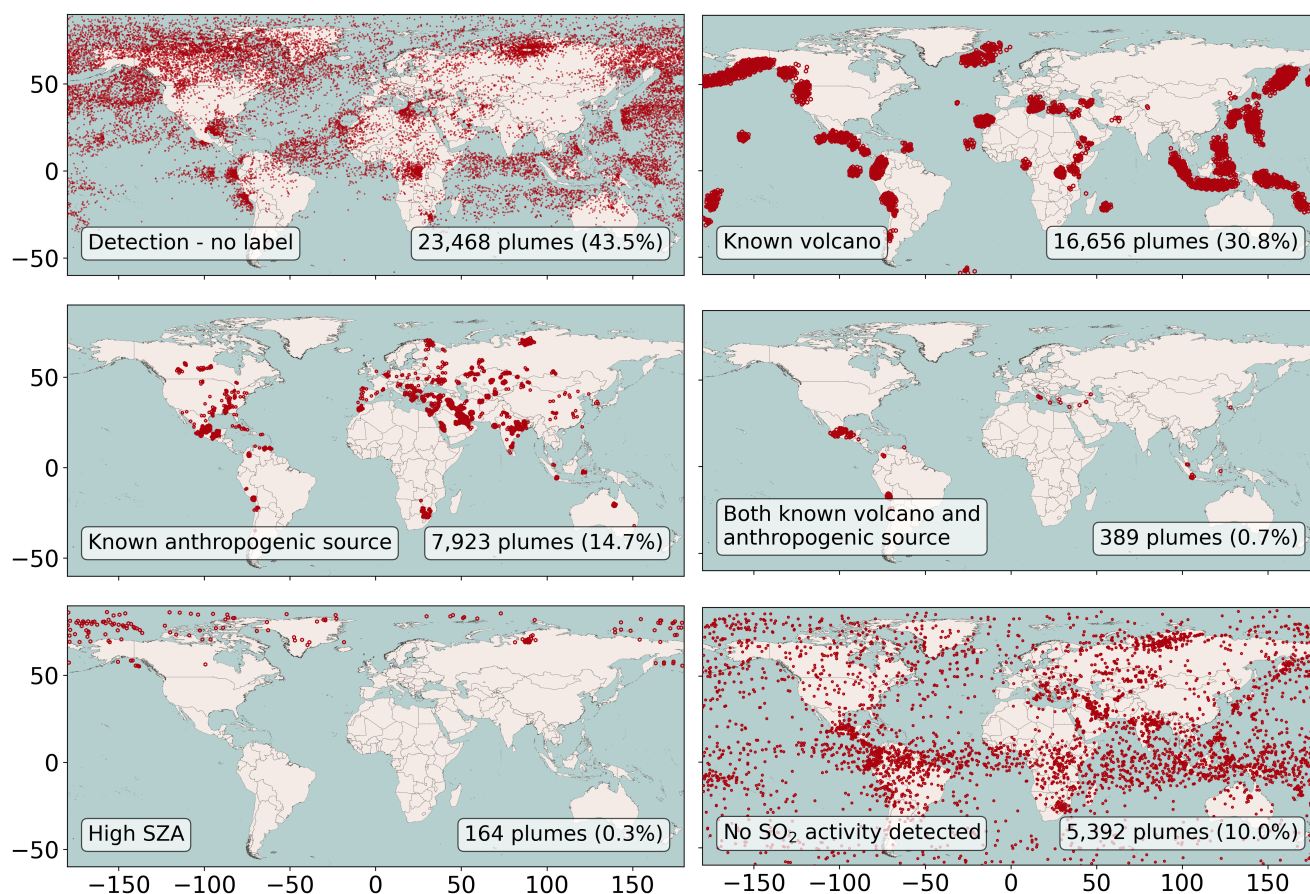 50
0
−50
Detection - no label
23,468 plumes (43.5%)
Known volcano
16,656 plumes (30.8%)
50
0
−50
Known anthropogenic source
7,923 plumes (14.7%)
Both known volcano and
anthropogenic source
389 plumes (0.7%)
50
0
−50
High SZA
164 plumes (0.3%)
No SO₂ activity detected
5,392 plumes (10.0%)
−150 −100 −50 0 50 100 150
−150 −100 −50 0 50 100 150